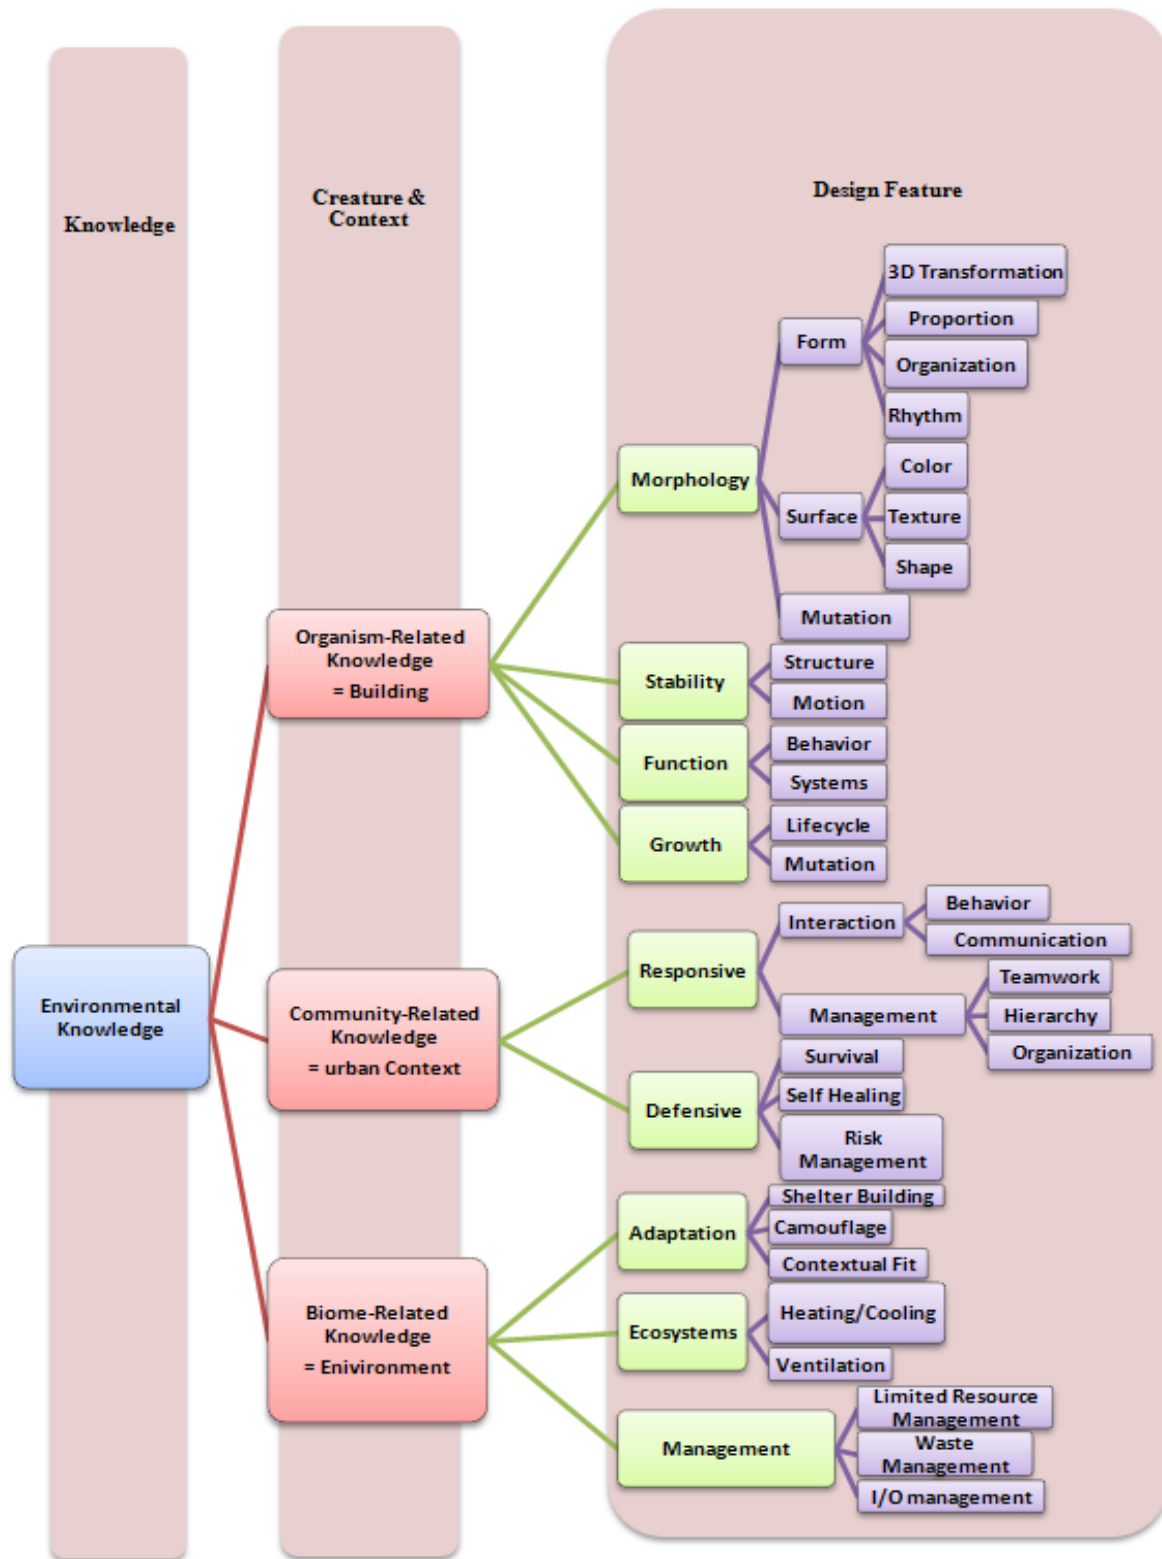 Knowledge
Creature &
Context
Design Feature
Environmental
Knowledge
Organism-Related
Knowledge
= Building
Morphology
Form
3D Transformation
Proportion
Organization
Rhythm
Surface
Color
Texture
Shape
Mutation
Stability
Structure
Motion
Function
Behavior
Systems
Growth
Lifecycle
Mutation
Community-Related
Knowledge
= urban Context
Responsive
Interaction
Behavior
Communication
Management
Teamwork
Hierarchy
Organization
Defensive
Survival
Self Healing
Risk
Management
Biome-Related
Knowledge
= Enivironment
Adaptation
Shelter Building
Camouflage
Contextual Fit
Ecosystems
Heating/Cooling
Ventilation
Management
Limited Resource
Management
Waste
Management
I/O management